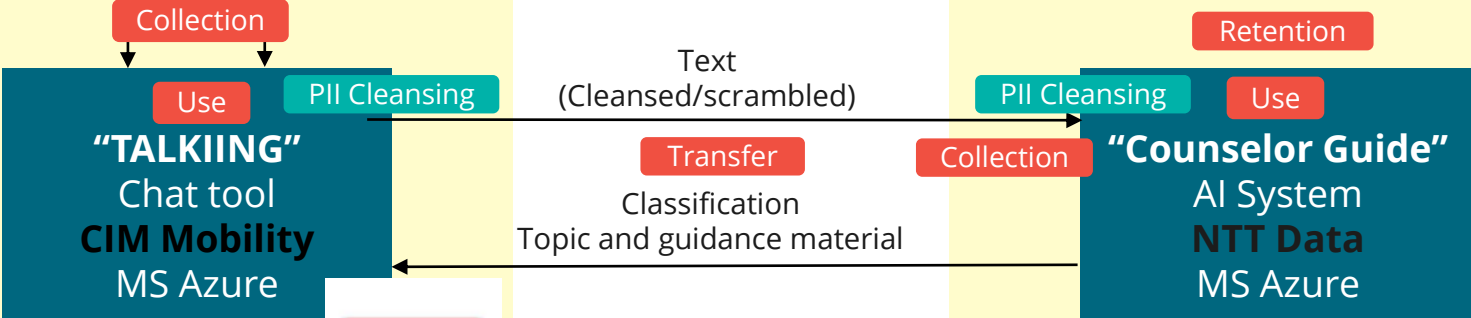 Collection
Use
PII Cleansing
“TALKIING”
Chat tool
CIM Mobility
MS Azure
Text
(Cleansed/scrambled)
Transfer
Classification
Topic and guidance material
Retention
PII Cleansing
Use
Collection
“Counselor Guide”
AI System
NTT Data
MS Azure